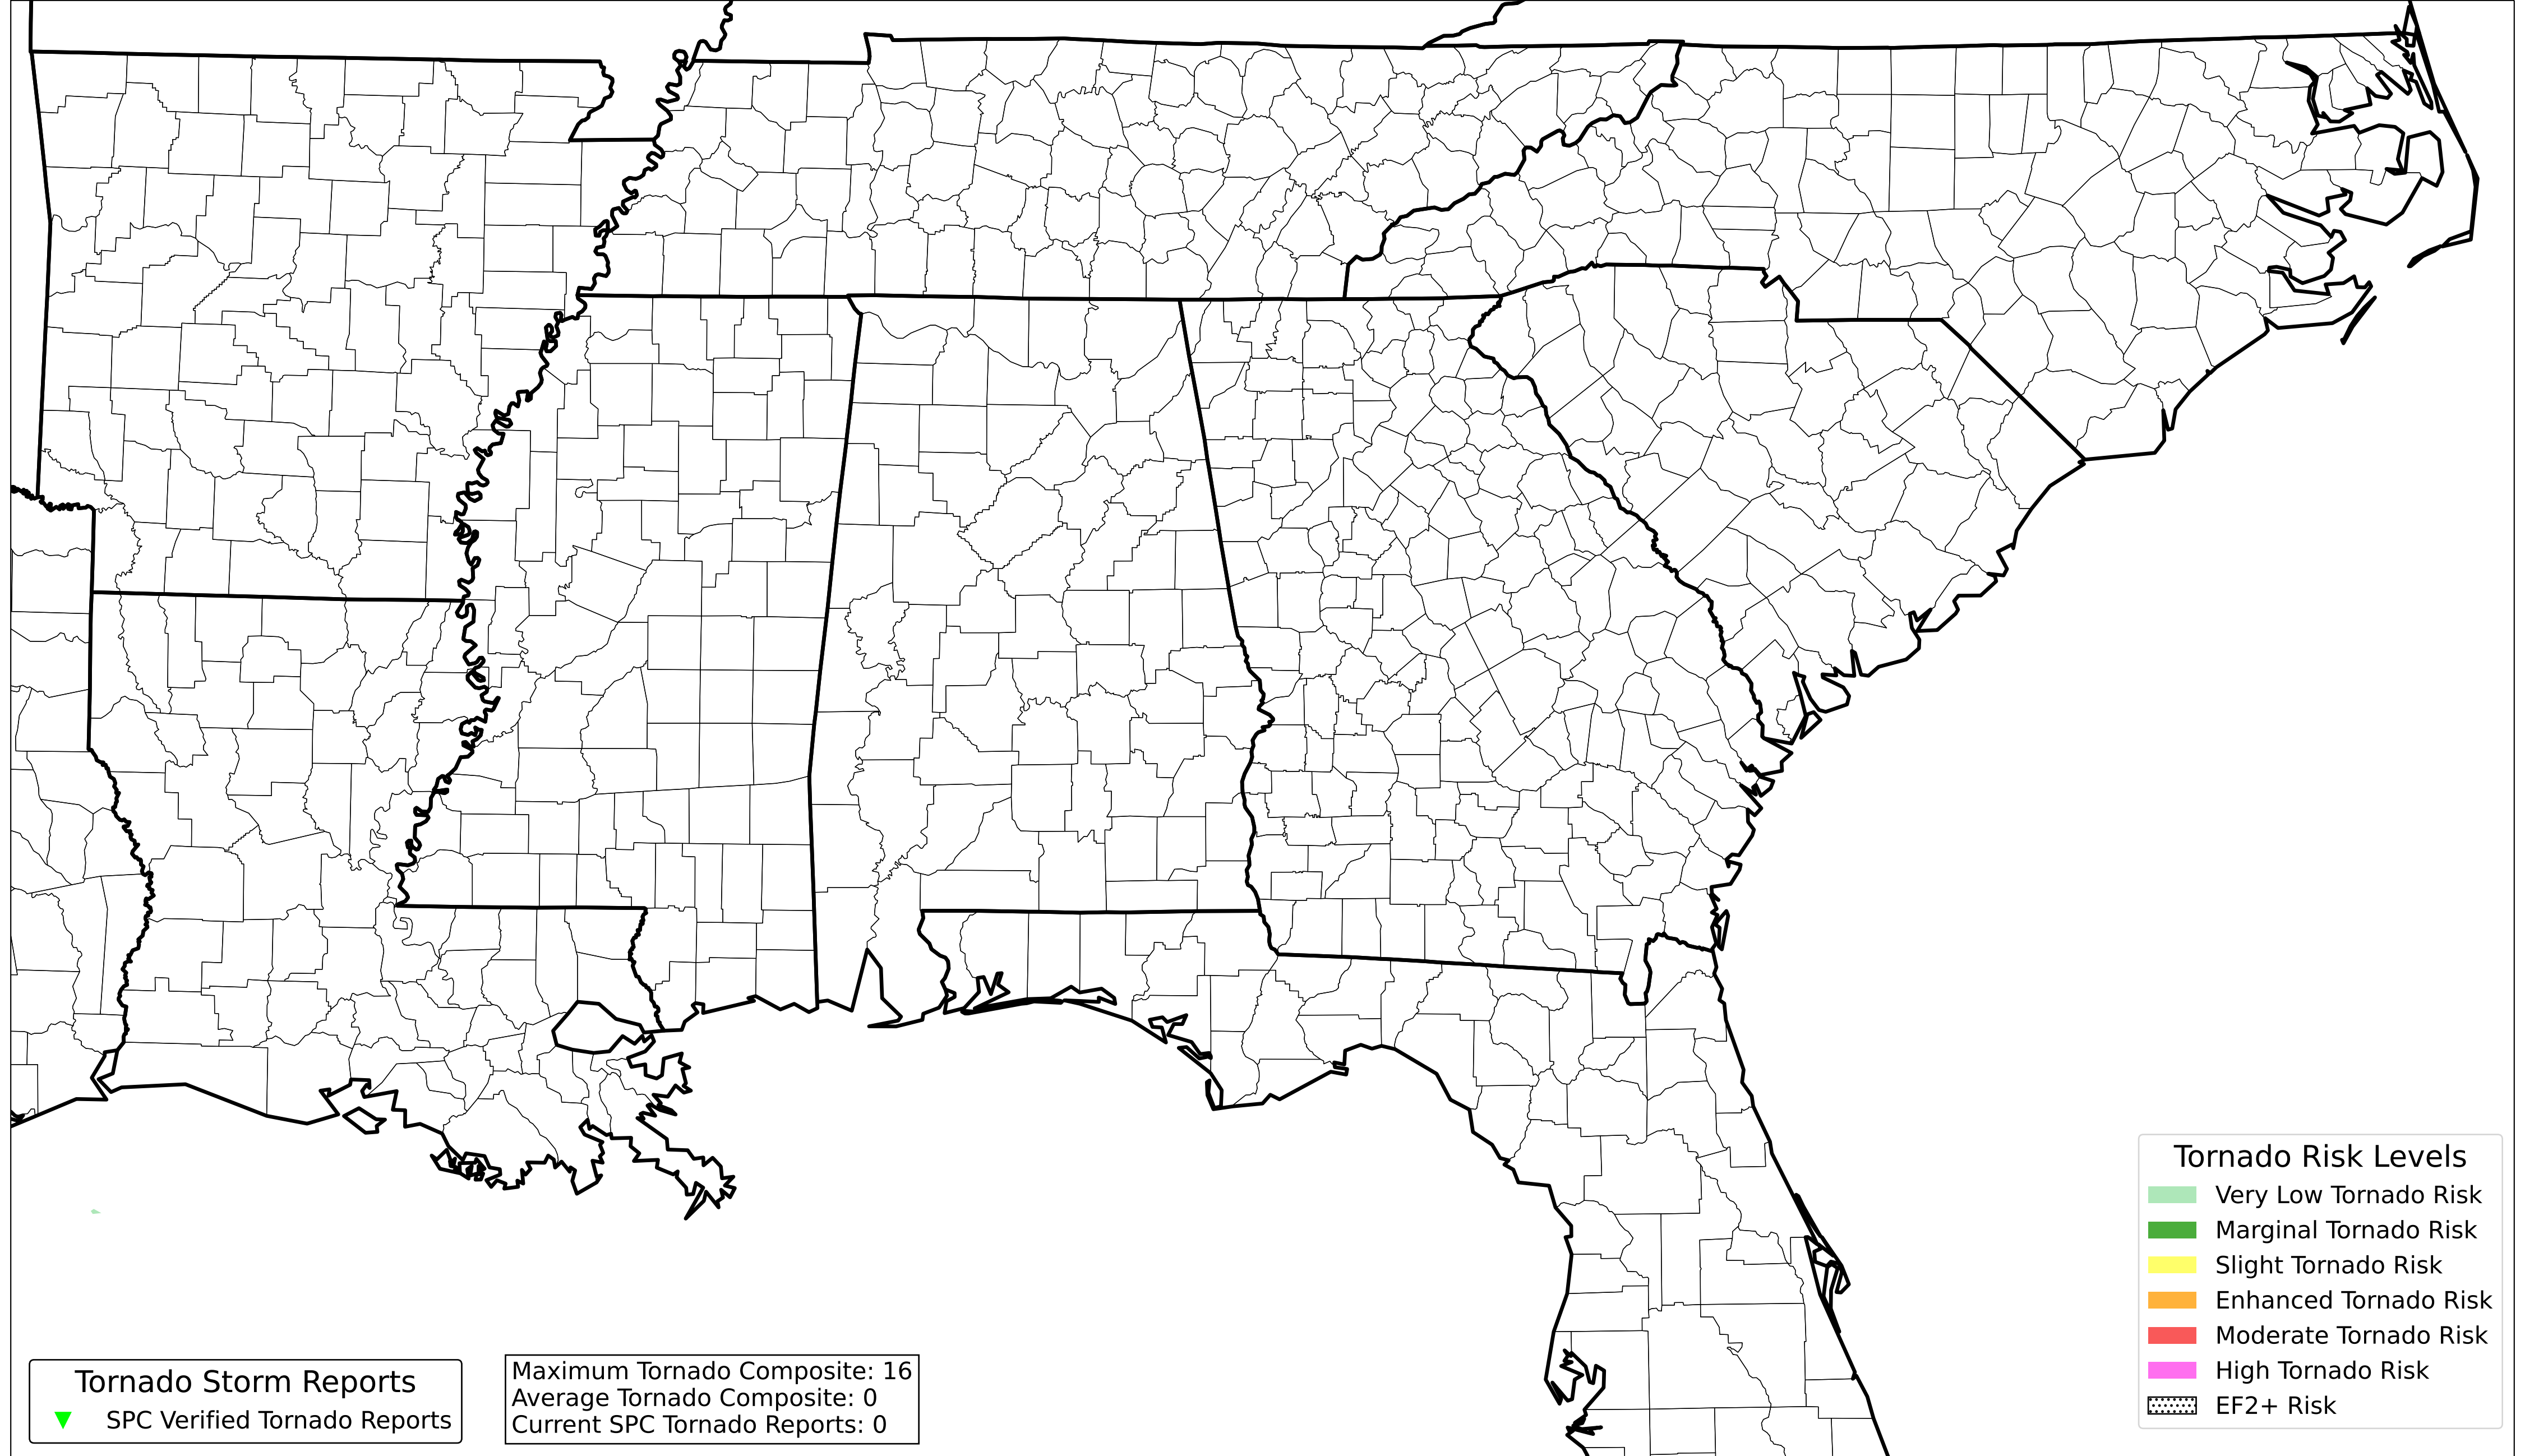 Tornado Risk Levels
Very Low Tornado Risk
Marginal Tornado Risk
Slight Tornado Risk
Enhanced Tornado Risk
Moderate Tornado Risk
High Tornado Risk
EF2+ Risk
Tornado Storm Reports
SPC Verified Tornado Reports
Maximum Tornado Composite: 16
Average Tornado Composite: 0
Current SPC Tornado Reports: 0